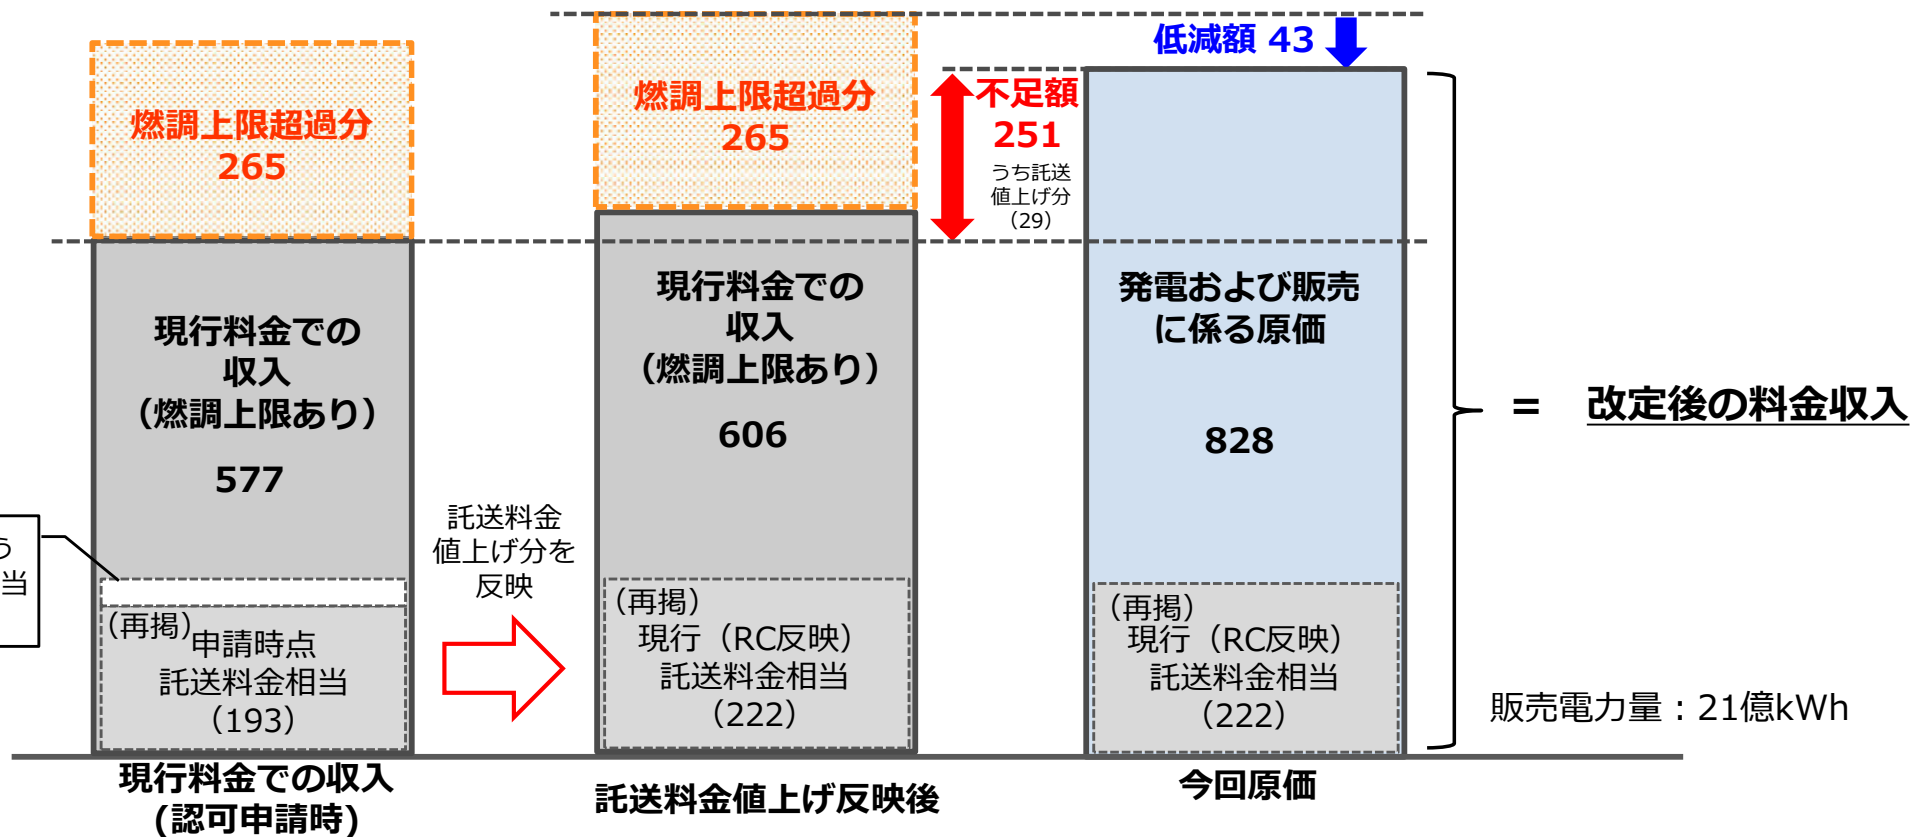 燃調上限超過分
265
現行料金での
収入
（燃調上限あり）
577
う
当
（再掲）
申請時点
託送料金相当
（193）
現行料金での収入
(認可申請時)
託送料金
値上げ分を
反映
燃調上限超過分
265
現行料金での
収入
（燃調上限あり）
606
（再掲）
現行（RC反映）
託送料金相当
（222）
託送料金値上げ反映後
低減額 43
不足額
251
うち託送
値上げ分
（29）
発電および販売
に係る原価
828
（再掲）
現行（RC反映）
託送料金相当
（222）
今回原価
= 改定後の料金収入
販売電力量：21億kWh